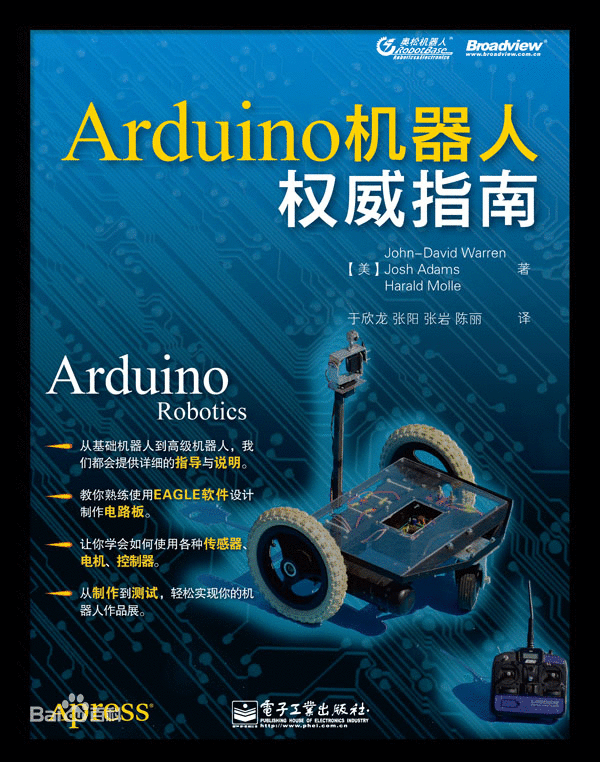 奥松机器人®
RobotBase
Robotics&Electronics
Broadview®
www.broadview.com.cn
Arduino机器人
权威指南
John-David Warren
【美】Josh Adams 著
Harald Molle
于欣龙 张阳 张岩 陈丽 译
Arduino
Robotics
从基础机器人到高级机器人，我
们都会提供详细的指导与说明。
教你熟练使用EAGLE软件设计
制作电路板。
让你学会如何使用各种传感器、
电机、控制器。
从制作到测试，轻松实现你的机
器人作品展。
Apress®
Bai百科
电子工業出版社
PUBLISHING HOUSE OF ELECTRONICS INDUSTRY
http://www.phei.com.cn